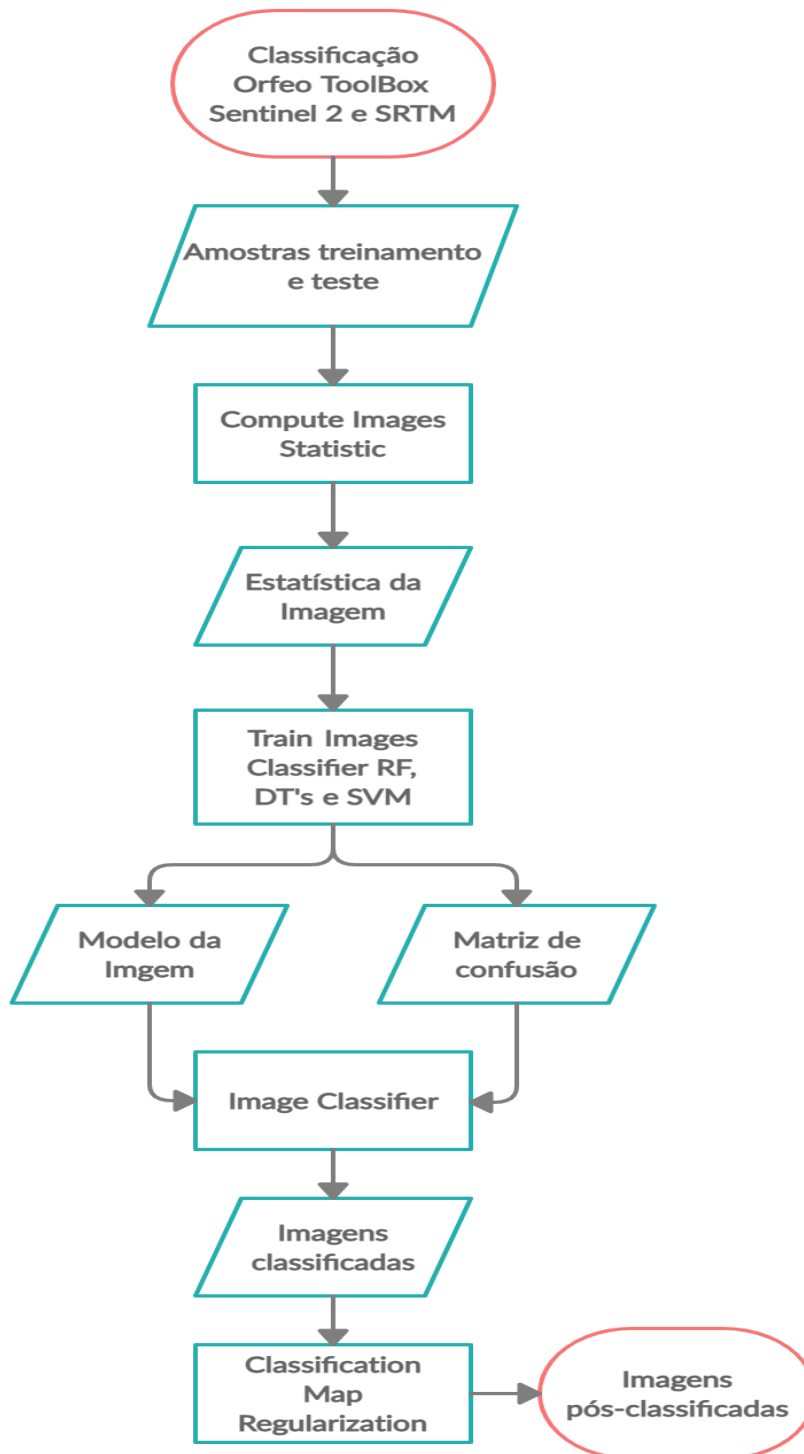 Classificação
Orfeo ToolBox
Sentinel 2 e SRTM
Amostras treinamento
e teste
Compute Images
Statistic
Estatística da
Imagem
Train Images
Classifier RF,
DT's e SVM
Modelo da
Imgem
Matriz de
confusão
Image Classifier
Imagens
classificadas
Classification
Map
Regularization
Imagens
pós-classificadas